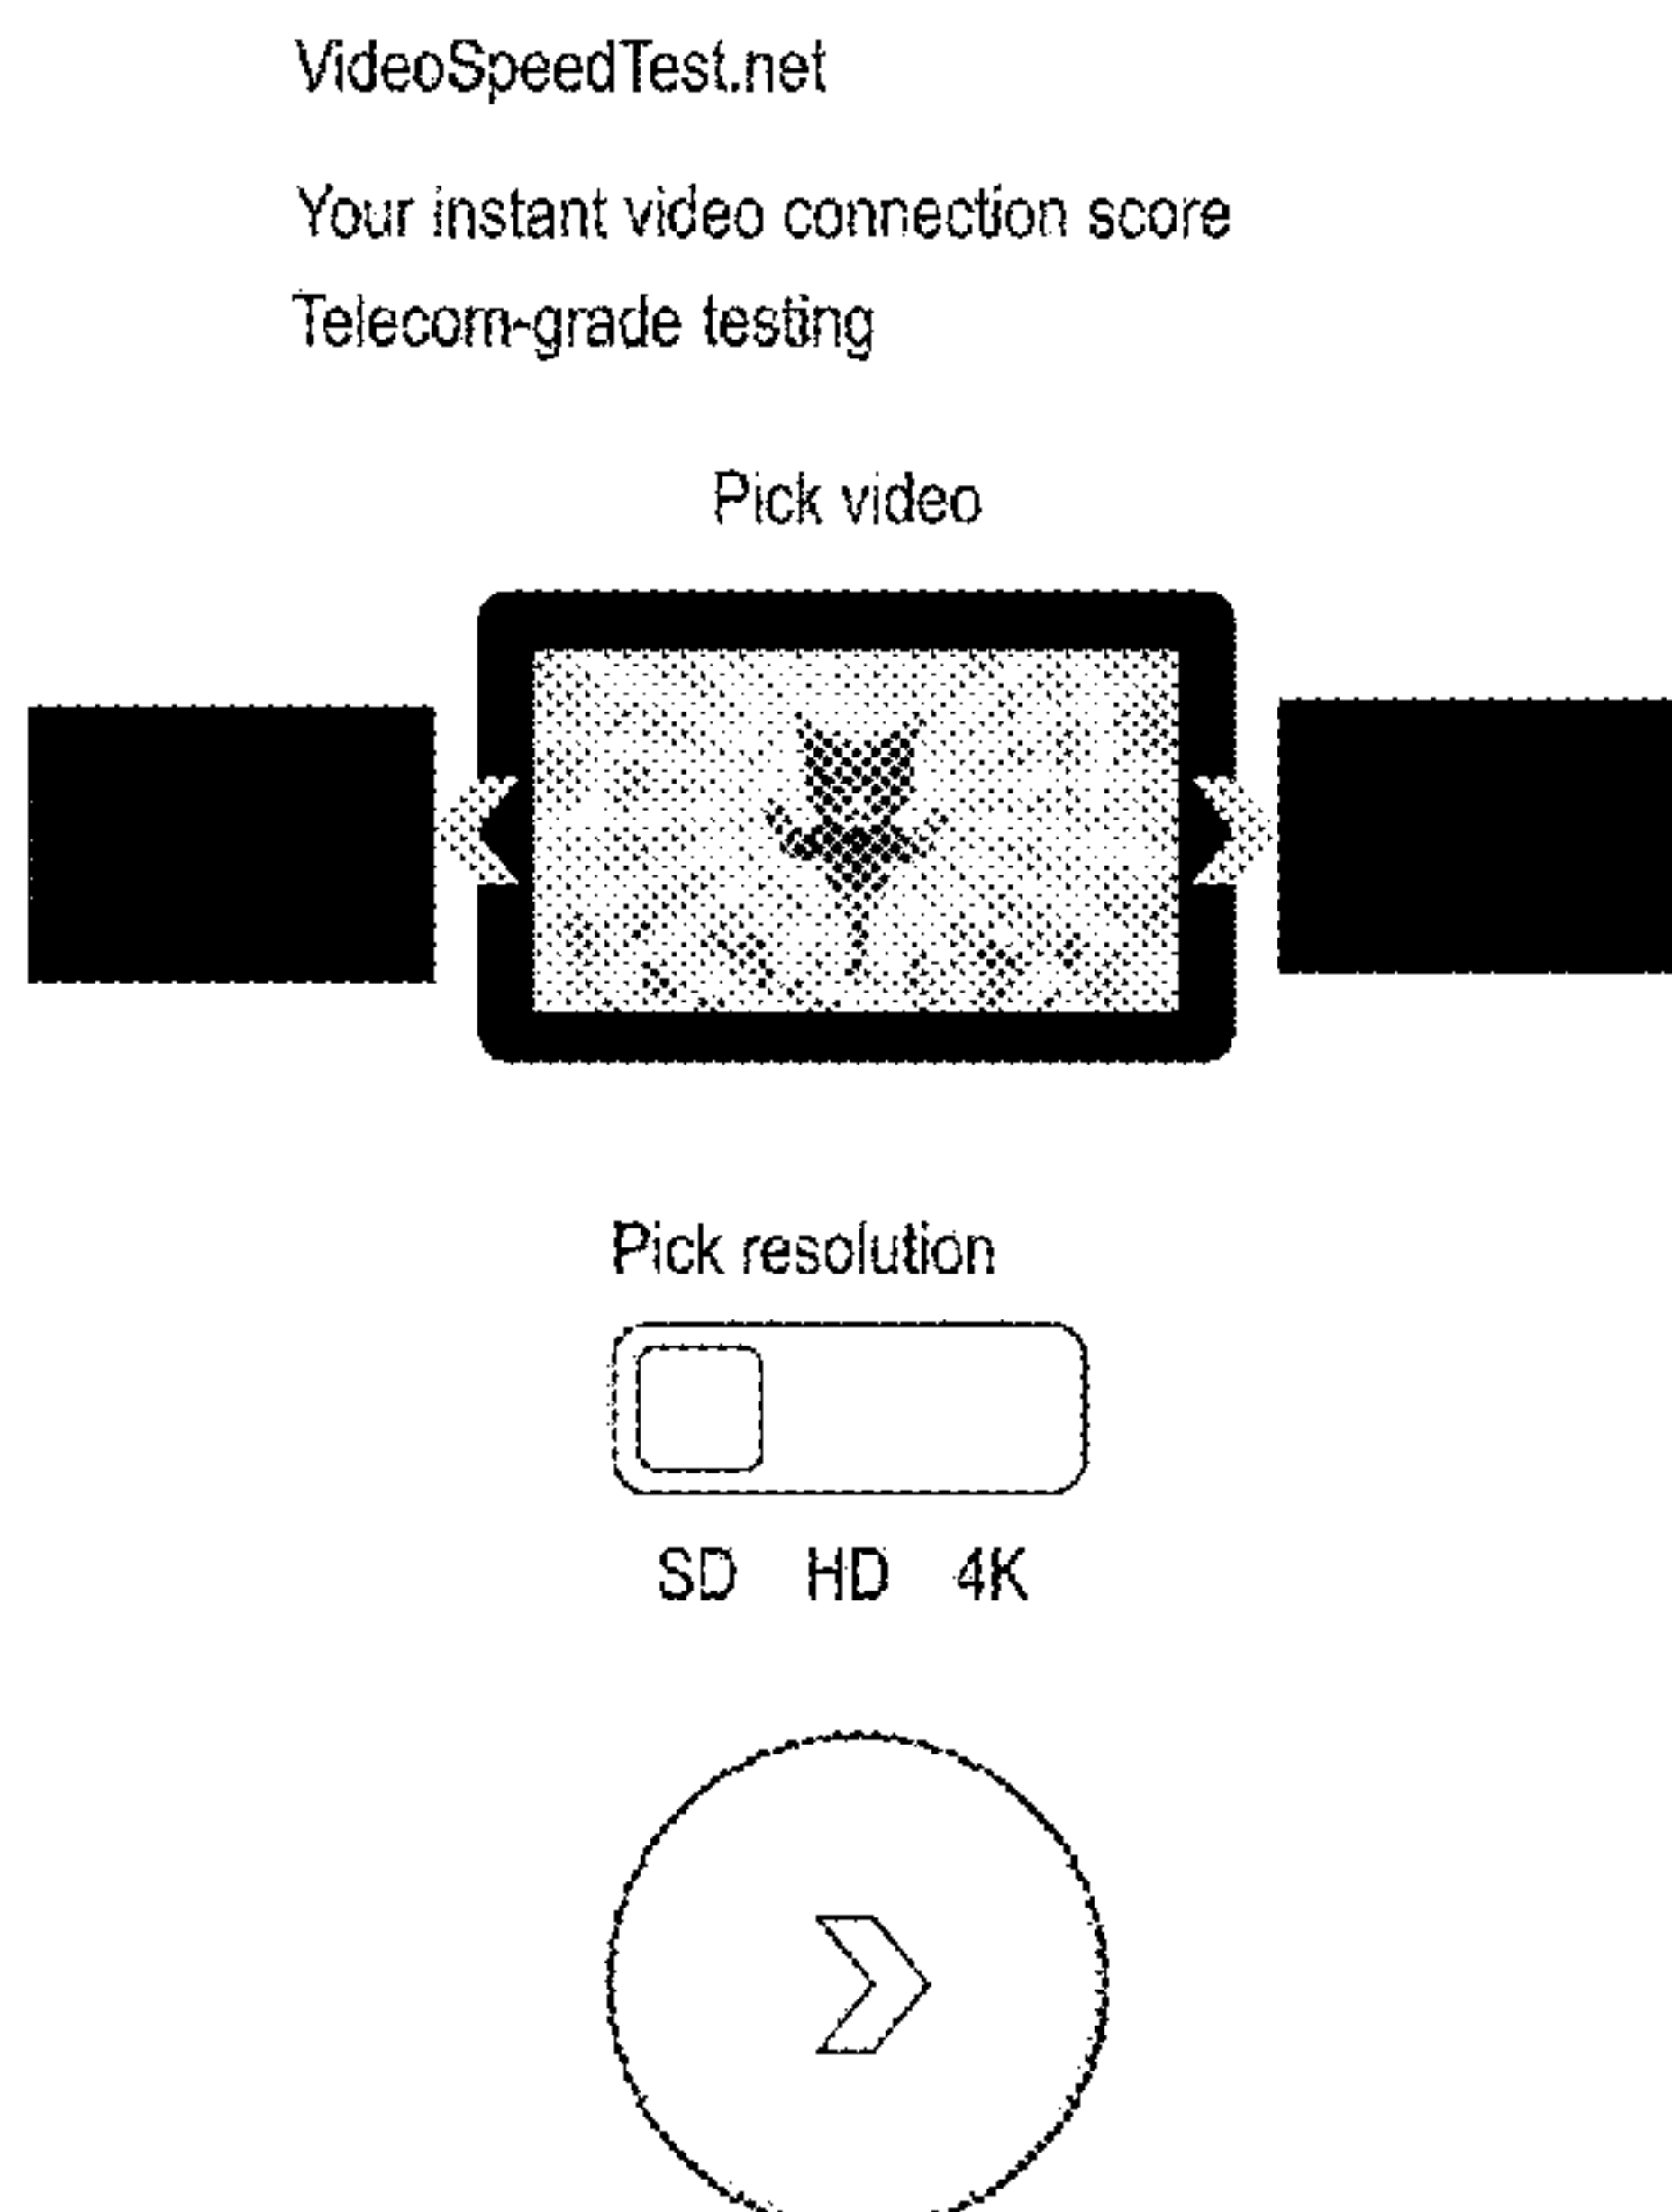 VideoSpeedTest.net
Your instant video connection score
Telecom-grade testing
Pick video
Pick resolution
SD HD 4K